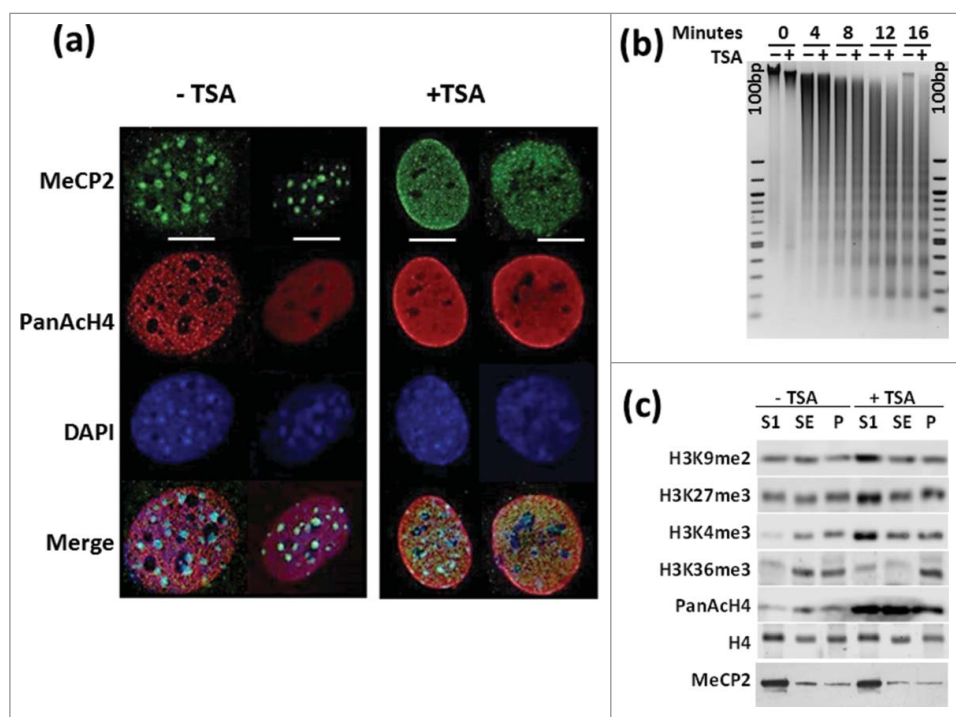 (a)
- TSA +TSA
MeCP2
PanAcH4
DAPI
Merge
(b)
Minutes 0 4 8 12 16
TSA – + – + – + – + – +
100bp 100bp
(c)
- TSA + TSA
S1 SE P S1 SE P
H3K9me2
H3K27me3
H3K4me3
H3K36me3
PanAcH4
H4
MeCP2